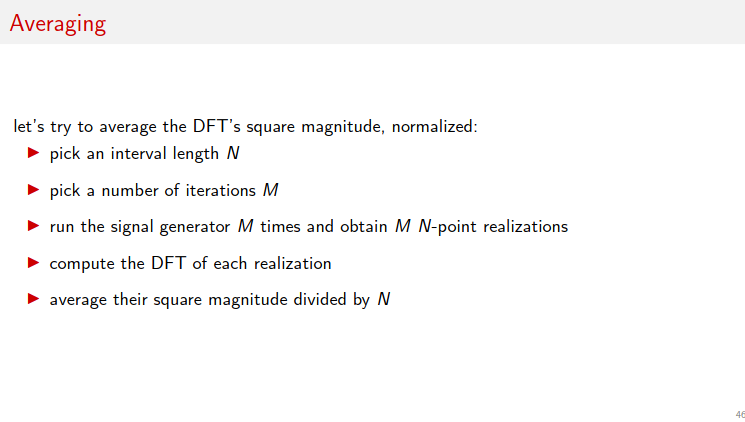 Averaging
let's try to average the DFT's square magnitude, normalized:
▶ pick an interval length N
▶ pick a number of iterations M
▶ run the signal generator M times and obtain M N-point realizations
▶ compute the DFT of each realization
▶ average their square magnitude divided by N
46